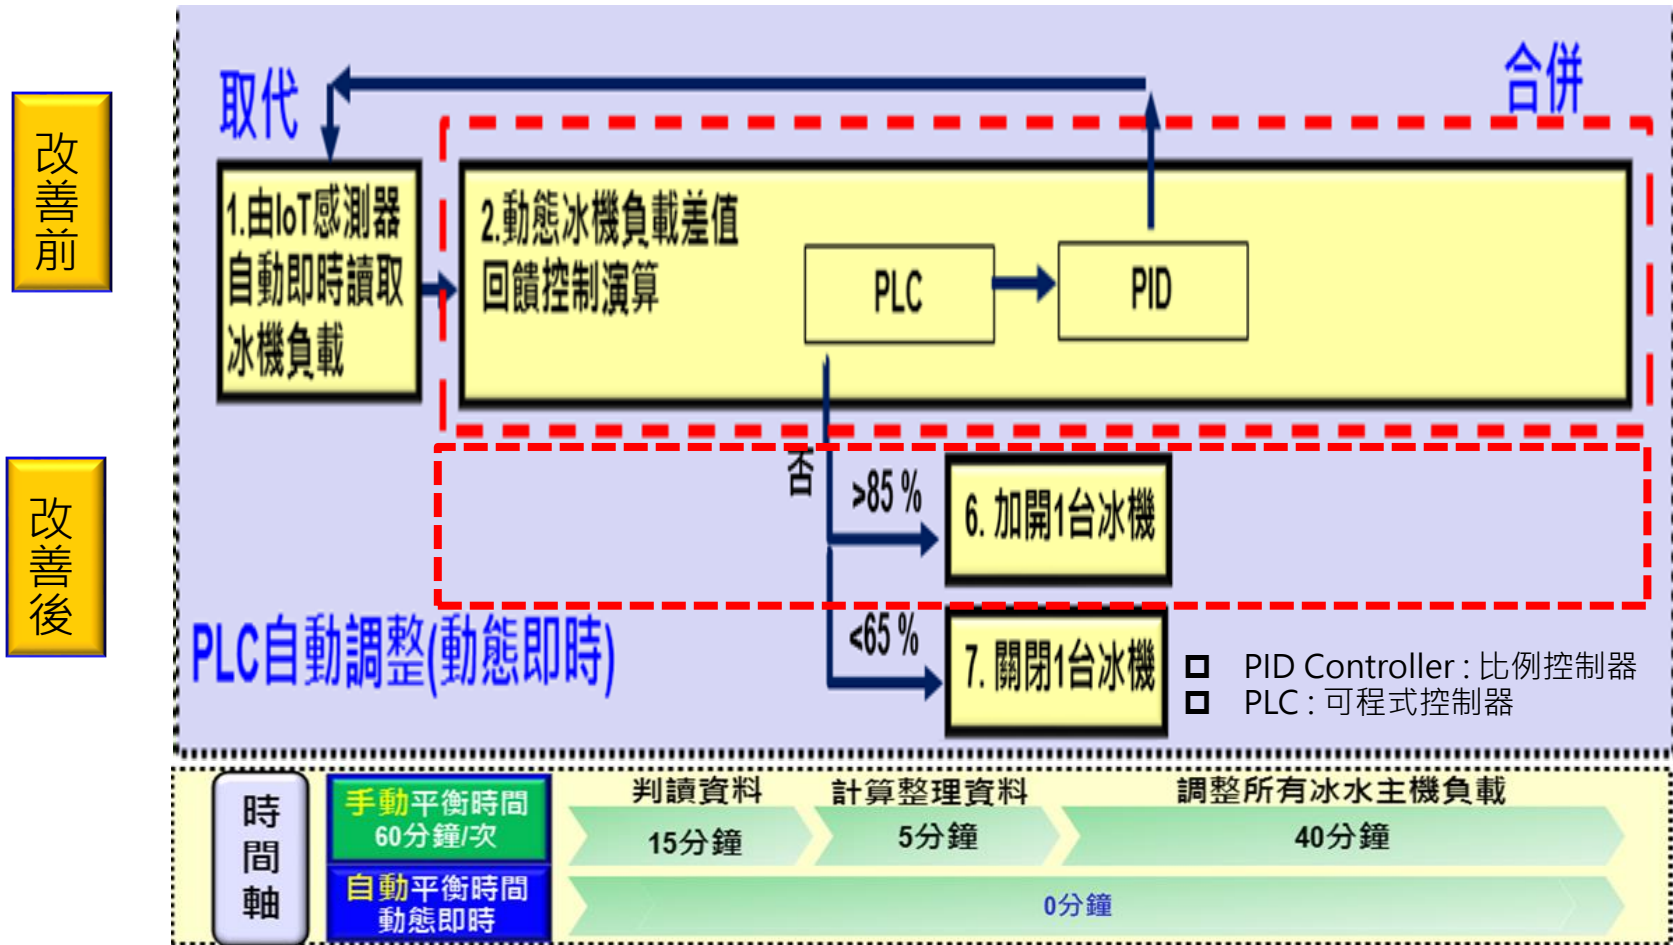 改善前
改善後
取代
合併
1.由IoT感測器
自動即時讀取
冰機負載
2.動態冰機負載差值
回饋控制演算
PLC
PID
否
>85 %
6. 加開1台冰機
<65 %
7. 關閉1台冰機
PLC自動調整(動態即時)
PID Controller : 比例控制器
PLC : 可程式控制器
時間軸
手動平衡時間
60分鐘/次
判讀資料
15分鐘
計算整理資料
5分鐘
調整所有冰水主機負載
40分鐘
自動平衡時間
動態即時
0分鐘